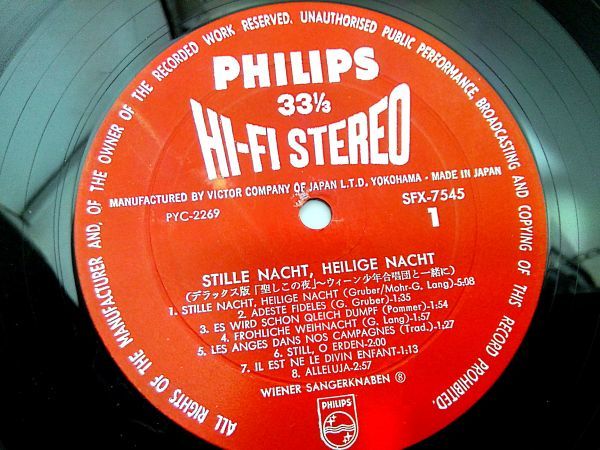 ALL RIGHTS OF THE MANUFACTURER AND, OF THE OWNER OF THE RECORDED WORK RESERVED. UNAUTHORISED PUBLIC PERFORMANCE, BROADCASTING AND COPYING OF THIS RECORD PROHIBITED.
PHILIPS
33⅓
HI-FI STEREO
MANUFACTURED BY VICTOR COMPANY OF JAPAN L.T.D. YOKOHAMA - MADE IN JAPAN
PYC-2269
SFX-7545
1
STILLE NACHT, HEILIGE NACHT
(デラックス版「聖しこの夜」〜ウィーン少年合唱団と一緒に)
1. STILLE NACHT, HEILIGE NACHT (Gruber/Mohr-G. Lang)-5:08
2. ADESTE FIDELES (G. Gruber)-1:35
3. ES WIRD SCHON QLEICH DUMPF (Pommer)-1:54
4. FROHLICHE WEIHNACHT (G. Lang)-1:57
5. LES ANGES DANS NOS CAMPAGNES (Trad.)-1:27
6. STILL, O ERDEN-2:00
7. IL EST NE LE DIVIN ENFANT-1:13
8. ALLELUJA-2:57
WIENER SANGERKNABEN Ⓡ
PHILIPS